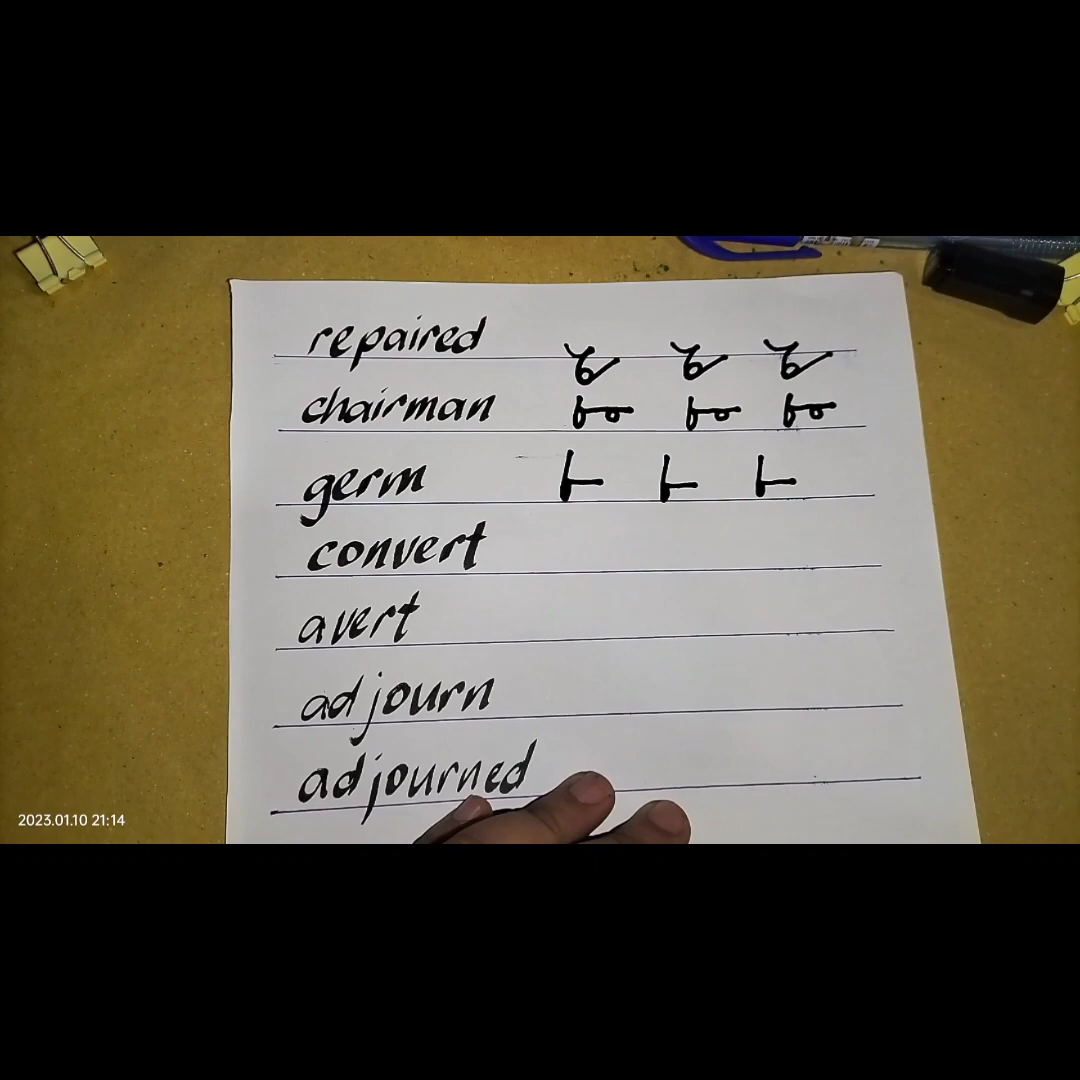 repaired
chairman
germ
convert
avert
adjourn
adjourned
2023.01.10 21:14